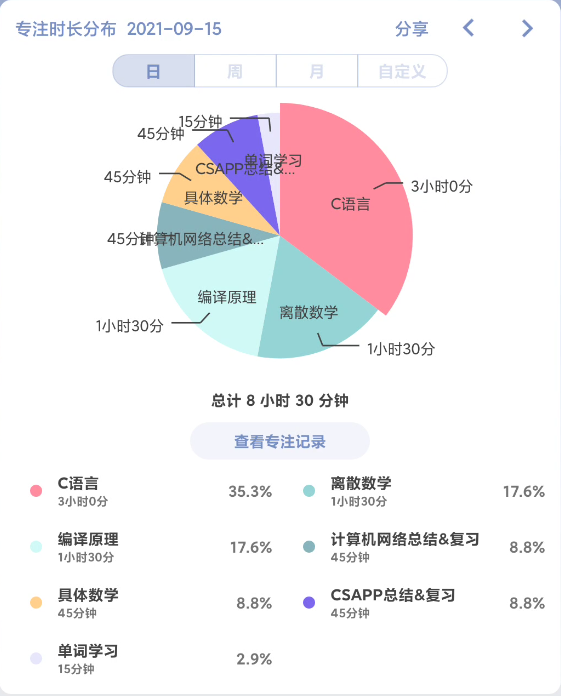 专注时长分布 2021-09-15
分享
日 周 月 自定义
15分钟
45分钟
单词学习
CSAPP总结&...
45分钟
3小时0分
具体数学
C语言
45分钟
计算机网络总结&...
编译原理
离散数学
1小时30分
1小时30分
总计 8 小时 30 分钟
查看专注记录
C语言
3小时0分
35.3%
离散数学
1小时30分
17.6%
编译原理
1小时30分
17.6%
计算机网络总结&复习
45分钟
8.8%
具体数学
45分钟
8.8%
CSAPP总结&复习
45分钟
8.8%
单词学习
15分钟
2.9%